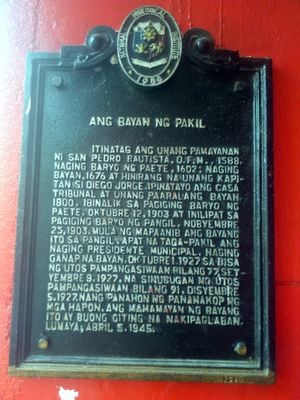 NATIONAL HISTORICAL INSTITUTE
1984
ANG BAYAN NG PAKIL
ITINATAG ANG UNANG PAMAYANAN
NI SAN PEDRO BAUTISTA, O.F.M., 1588.
NAGING BARYO NG PAETE, 1602; NAGING
BAYAN, 1676 AT HINIRANG NA UNANG KAPI-
TAN SI DIEGO JORGE. IPINATAYO ANG CASA
TRIBUNAL AT UNANG PAARALANG BAYAN
1800. IBINALIK SA PAGIGING BARYO NG
PAETE, OKTUBRE 12, 1903 AT INILIPAT SA
PAGIGING BARYO NG PANGIL, NOBYEMBRE
25, 1903. MULA NG MAPAANIB ANG BAYANG
ITO SA PANGIL, APAT NA TAGA-PAKIL ANG
NAGING PRESIDENTE MUNICIPAL. NAGING
GANAP NA BAYAN, OKTUBRE 1, 1927 SA BISA
NG UTOS PAMPANGASIWAAN BILANG 77, SET-
YEMBRE 8, 1927, NA SINUSUGAN NG UTOS
PAMPANGASIWAAN BILANG 91, DISYEMBRE
5, 1927. NANG PANAHON NG PANANAKOP NG
MGA HAPON, ANG MAMAMAYAN NG BAYANG
ITO AY BUONG GITING NA NAKIPAGLABAN.
LUMAYA, ABRIL 5, 1945.